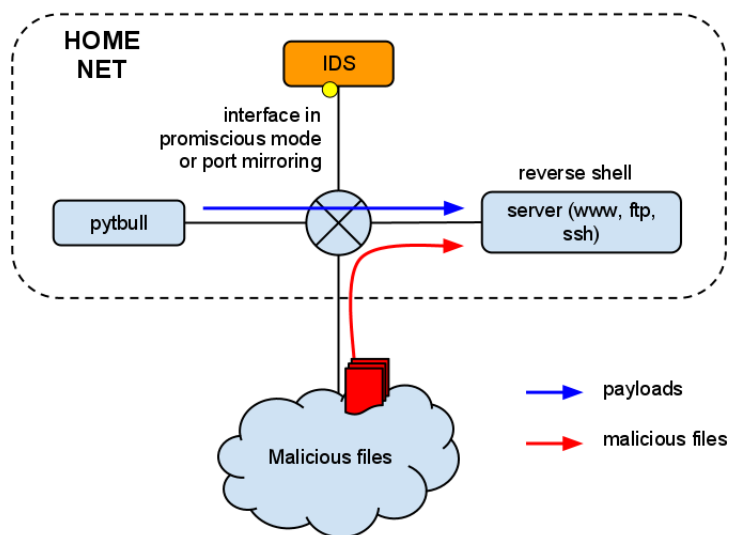 HOME
NET
IDS
interface in
promiscious mode
or port mirroring
reverse shell
pytbull
server (www, ftp,
ssh)
payloads
malicious files
Malicious files